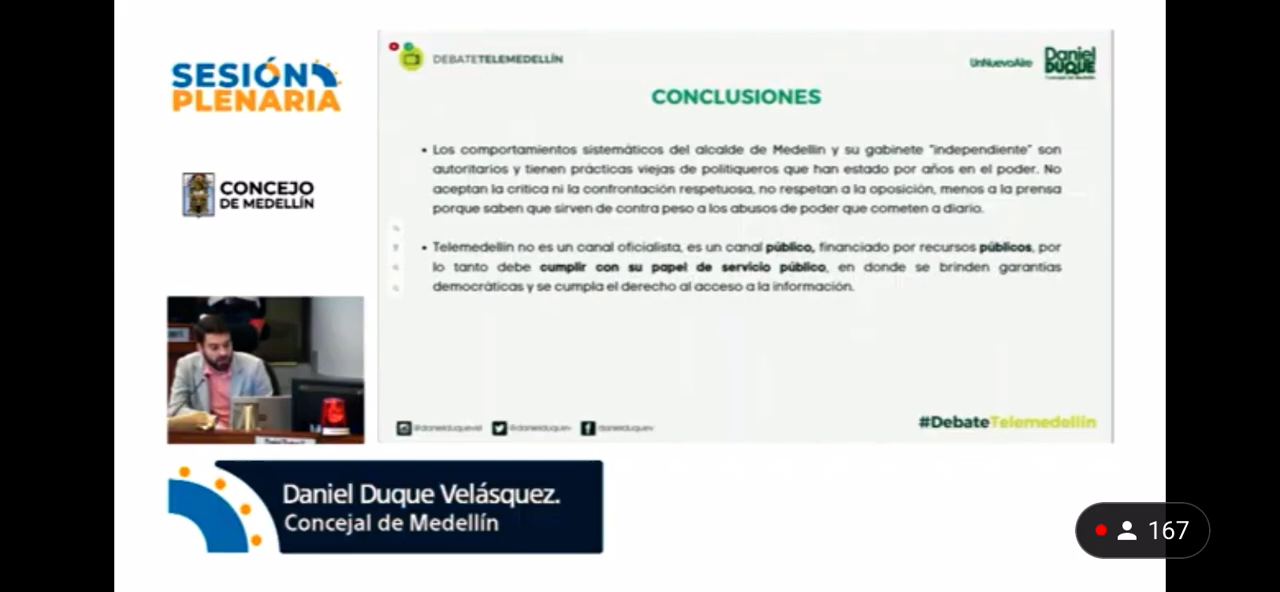 SESIÓN
PLENARIA
CONCEJO
DE MEDELLÍN
DEBATETELEMEDELLÍN
UnNuevoAire
Daniel
DUQUE
CONCLUSIONES
• Los comportamientos sistemáticos del alcalde de Medellín y su gabinete "independiente" son
autoritarios y tienen prácticas viejas de politiqueros que han estado por años en el poder. No
aceptan la crítica ni la confrontación respetuosa, no respetan a la oposición, menos a la prensa
porque saben que sirven de contra peso a los abusos de poder que cometen a diario.
• Telemedellín no es un canal oficialista, es un canal público, financiado por recursos públicos, por
lo tanto debe cumplir con su papel de servicio público, en donde se brinden garantías
democráticas y se cumpla el derecho al acceso a la información.
@danielduquevel @danielduquev danielduquev
#DebateTelemedellín
Daniel Duque Velásquez.
Concejal de Medellín
167